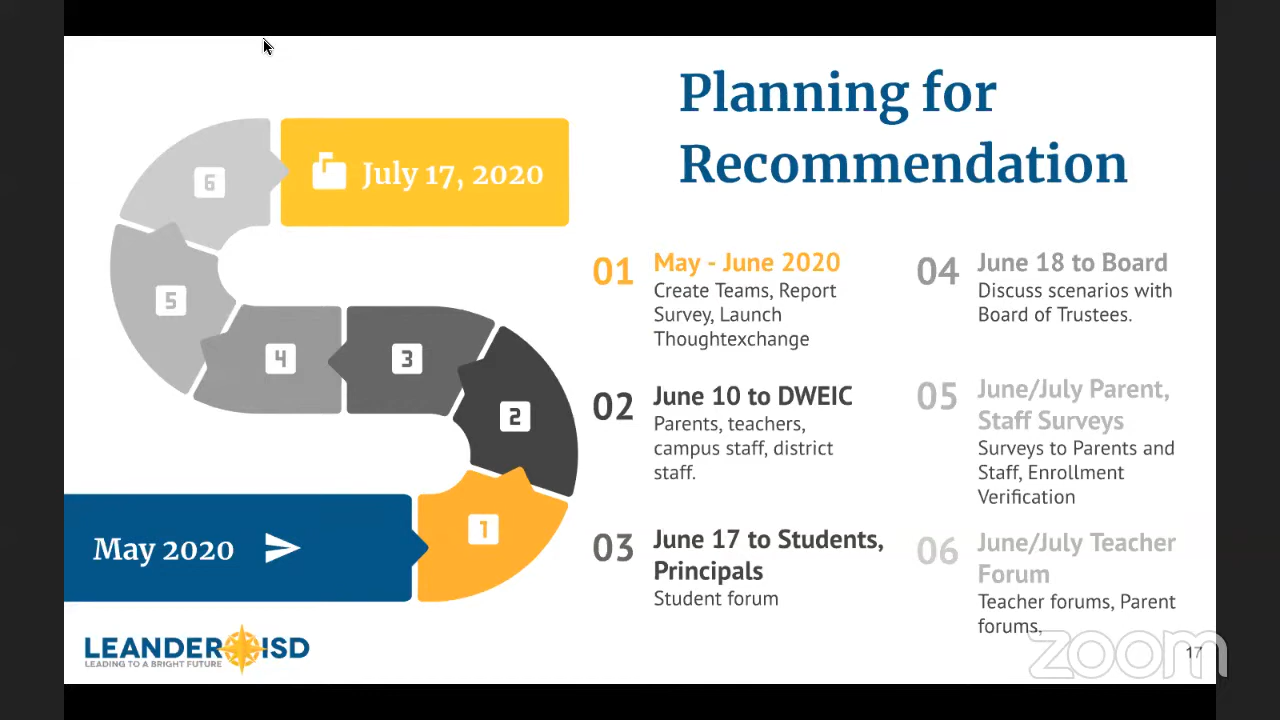 Planning for
Recommendation
6
July 17, 2020
5
4
3
2
1
May 2020
01
May - June 2020
Create Teams, Report
Survey, Launch
Thoughtexchange
02
June 10 to DWEIC
Parents, teachers,
campus staff, district
staff.
03
June 17 to Students,
Principals
Student forum
04
June 18 to Board
Discuss scenarios with
Board of Trustees.
05
June/July Parent,
Staff Surveys
Surveys to Parents and
Staff, Enrollment
Verification
06
June/July Teacher
Forum
Teacher forums, Parent
forums.
LEANDER ISD
LEADING TO A BRIGHT FUTURE
zoom
17